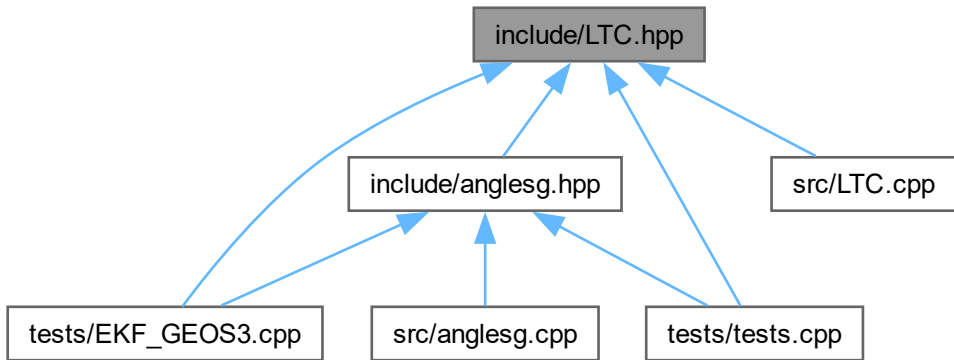 include/LTC.hpp
include/anglesg.hpp
src/LTC.cpp
tests/EKF_GEOS3.cpp
src/anglesg.cpp
tests/tests.cpp